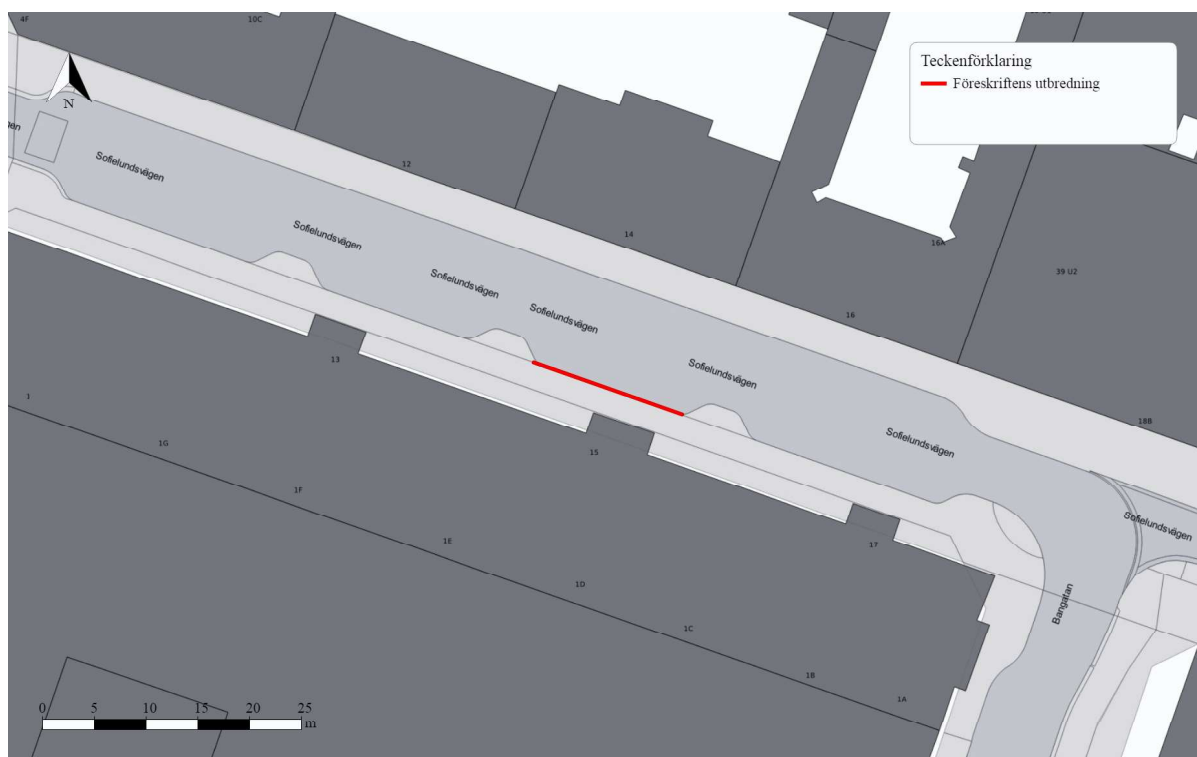 4F
10C
Teckenförklaring
Föreskriftens utbredning
N
Sofielundsvägen
12
Sofielundsvägen
14
16A
39 U2
Sofielundsvägen
Sofielundsvägen
16
13
Sofielundsvägen
1
18B
1G
15
Sofielundsvägen
1F
Sofielundsvägen
1E
17
1D
Bangatan
1C
1B
1A
0 5 10 15 20 25
m